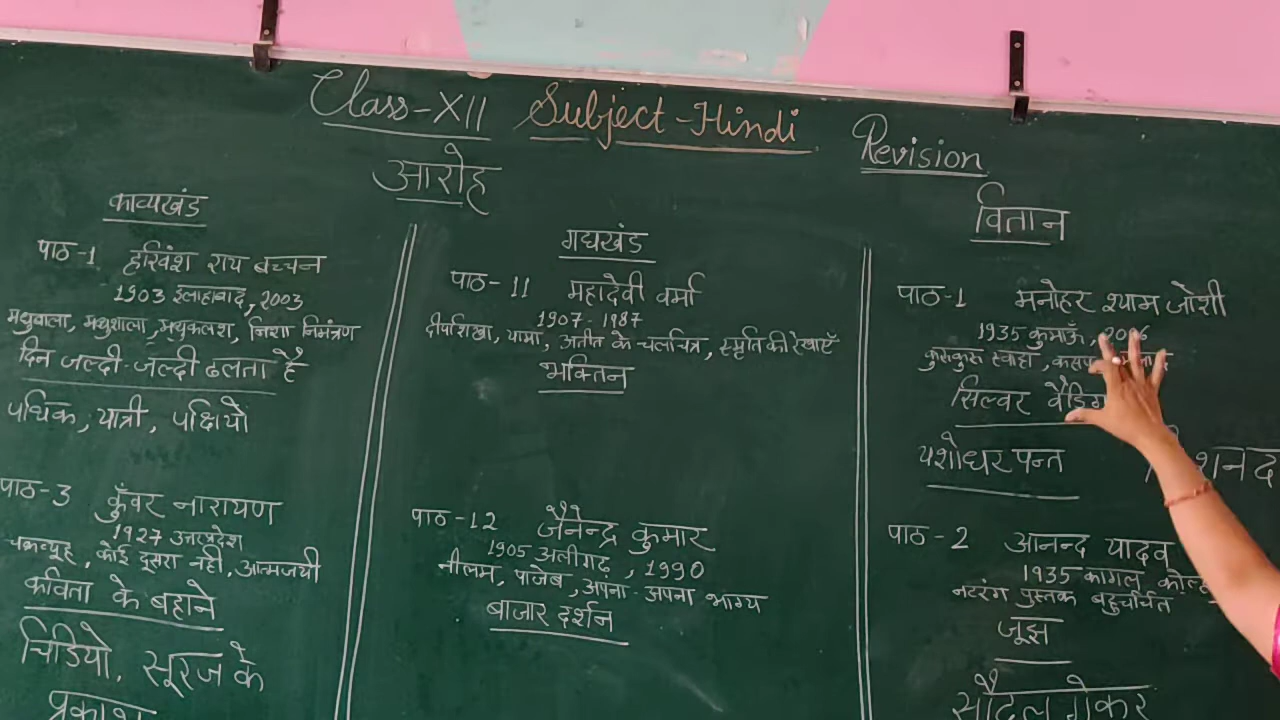 Class-XII Subject-Hindi Revision
आरोह
काव्यखंड
पाठ-1 हरिवंश राय बच्चन
1903 इलाहाबाद, 2003
मधुवाला, मधुशाला, मधुकलश, निशा निमंत्रण
दिन जल्दी-जल्दी ढलता है
पथिक, यात्री, पक्षियों
पाठ-3 कुँवर नारायण
1927 उत्तरप्रदेश
चक्रव्यूह, कोई दूसरा नहीं, आत्मजयी
कविता के बहाने
चिडियो, सूरज के
प्रकाश
गद्यखंड
पाठ-11 महादेवी वर्मा
1907-1987
दीपशिखा, यामा, अतीत के चलचित्र, स्मृति की रेखाएँ
भक्तिन
पाठ-12 जैनेन्द्र कुमार
1905 अलीगढ़, 1990
नीलम, पाजेब, अपना-अपना भाग्य
बाजार दर्शन
वितान
पाठ-1 मनोहर श्याम जोशी
1935 कुमाऊँ, 2006
कुरुकुरु स्वाहा,
सिल्वर वैडिंग
यशोधर पन्त
पाठ-2 आनन्द यादव
1935 कागल,
नटरंग पुस्तक बहुचर्चित
जूझ
सौंदलगेकर